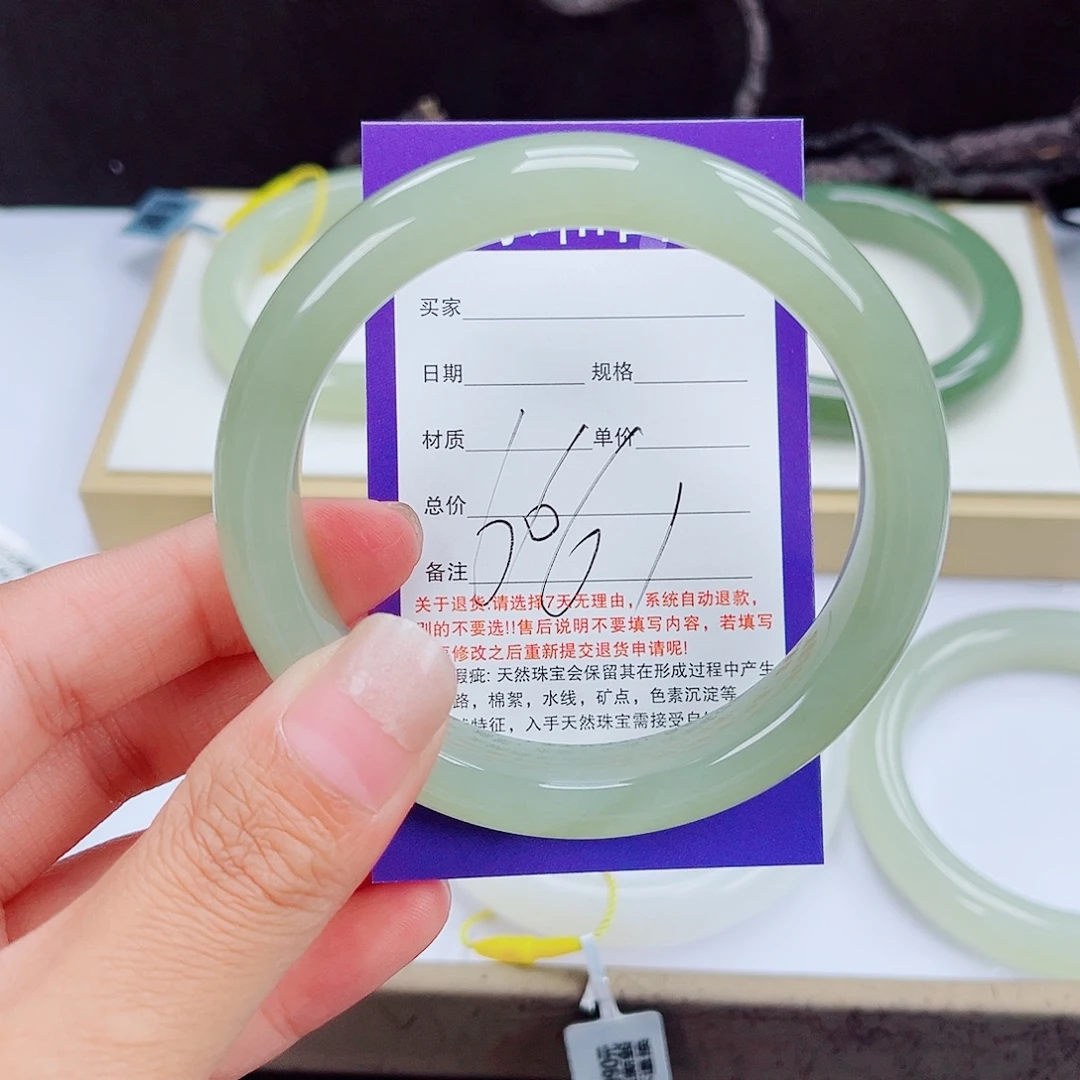 买家
日期 规格
材质 单价
总价
备注
关于退货 请选择7天无理由，系统自动退款，
别的不要选!!售后说明不要填写内容，若填写
修改之后重新提交退货申请呢!
瑕疵: 天然珠宝会保留其在形成过程中产生
路，棉絮，水线，矿点，色素沉淀等
特征，入手天然珠宝需接受自